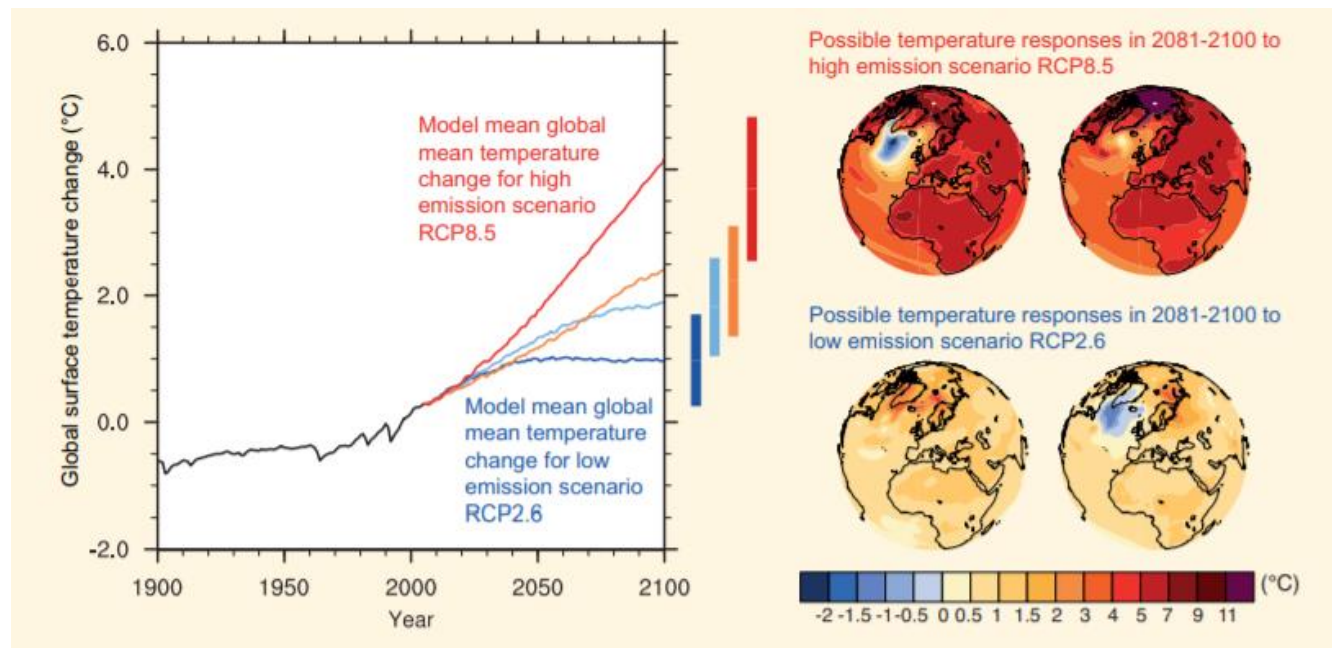 6.0
4.0
2.0
0.0
-2.0
Global surface temperature change (°C)
Model mean global
mean temperature
change for high
emission scenario
RCP8.5
Model mean global
mean temperature
change for low
emission scenario
RCP2.6
1900 1950 2000 2050 2100
Year
Possible temperature responses in 2081-2100 to
high emission scenario RCP8.5
Possible temperature responses in 2081-2100 to
low emission scenario RCP2.6
-2 -1.5 -1 -0.5 0 0.5 1 1.5 2 3 4 5 7 9 11 (°C)